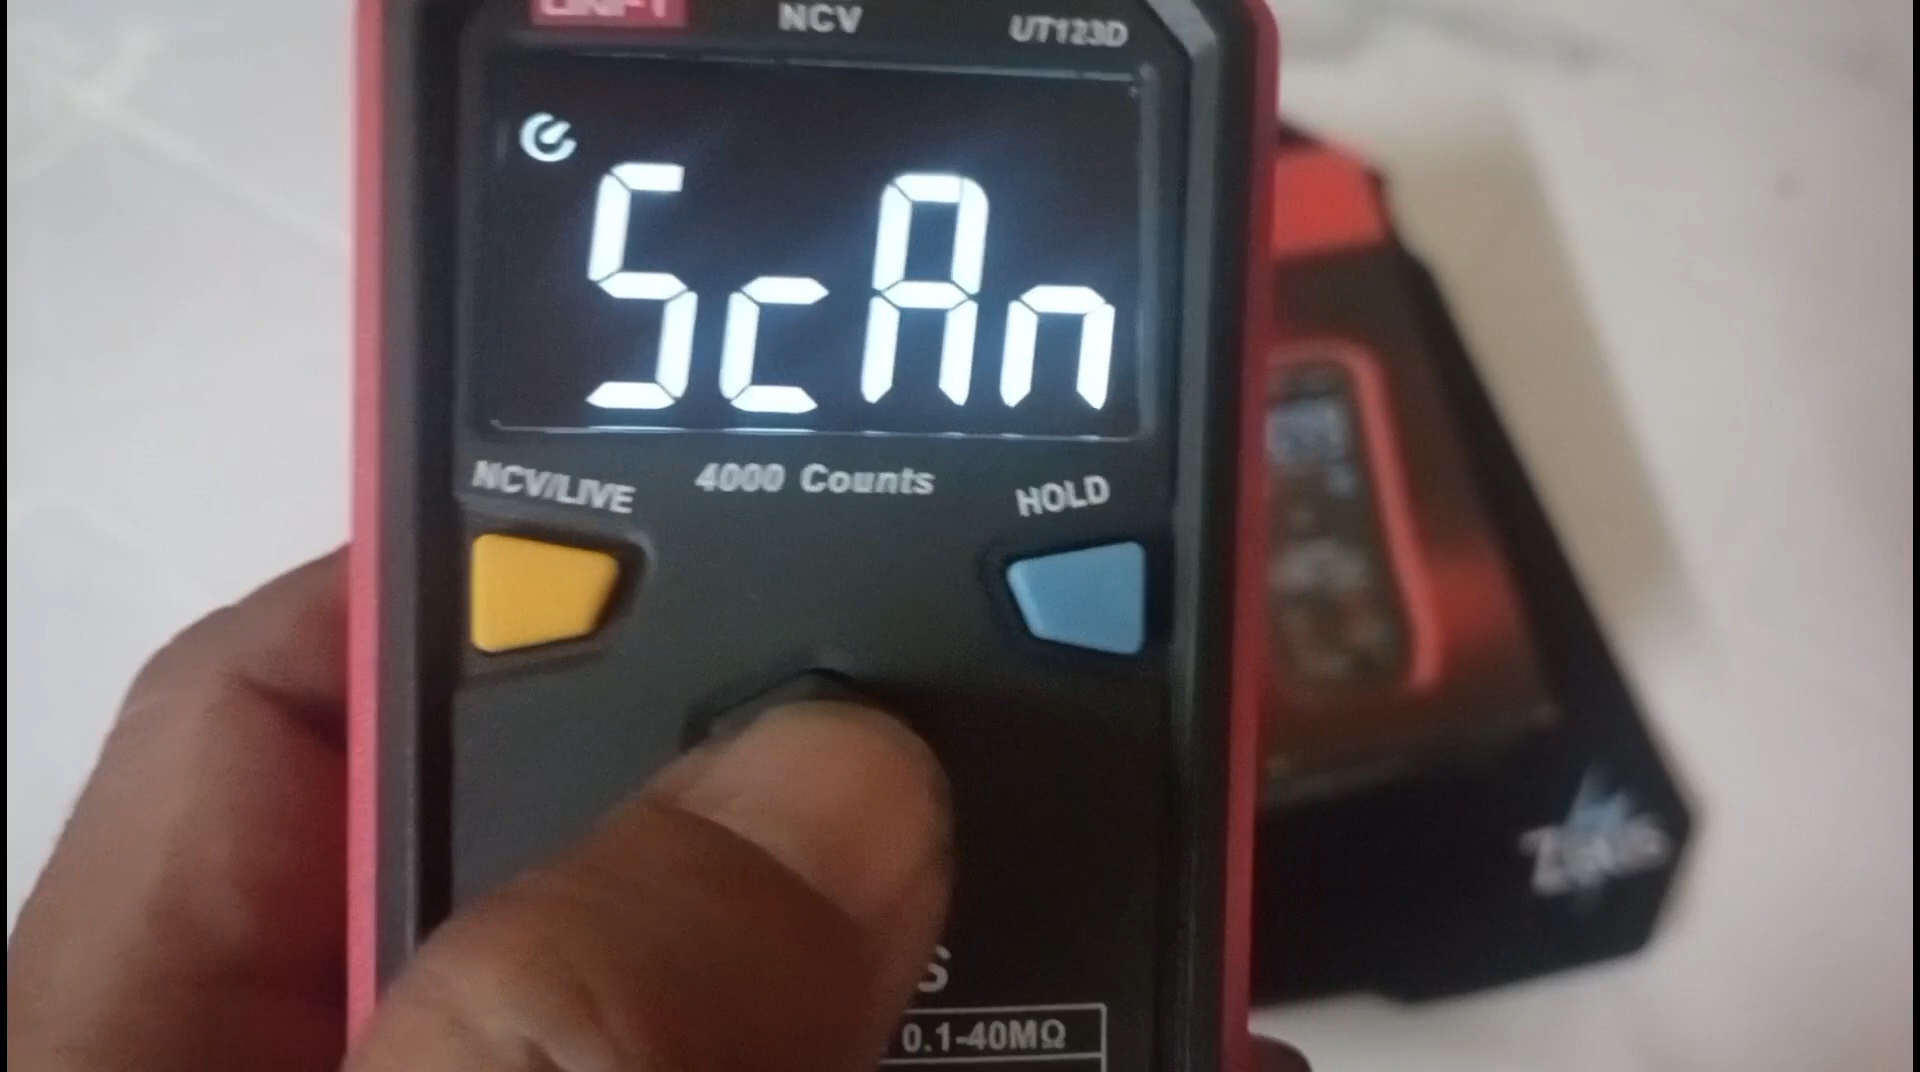 NCV
UT123D
ScAn
NCV/LIVE
4000 Counts
HOLD
0.1-40MΩ